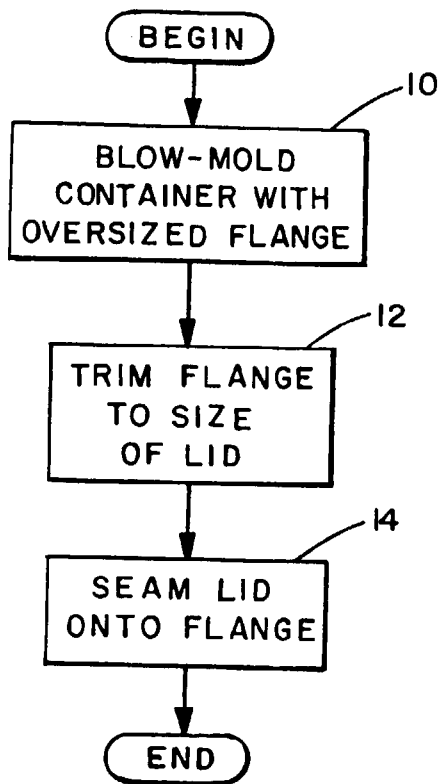 BEGIN
10
BLOW-MOLD
CONTAINER WITH
OVERSIZED FLANGE
12
TRIM FLANGE
TO SIZE
OF LID
14
SEAM LID
ONTO FLANGE
END